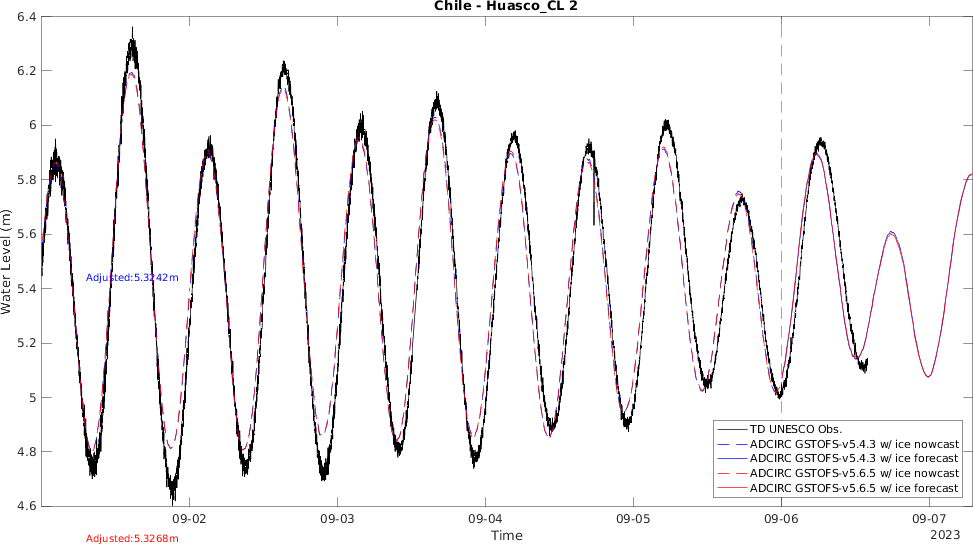 Chile - Huasco_CL 2
Water Level (m)
6.4
6.2
6
5.8
5.6
5.4
5.2
5
4.8
4.6
Adjusted:5.3242m
TD UNESCO Obs.
ADCIRC GSTOFS-v5.4.3 w/ ice nowcast
ADCIRC GSTOFS-v5.4.3 w/ ice forecast
ADCIRC GSTOFS-v5.6.5 w/ ice nowcast
ADCIRC GSTOFS-v5.6.5 w/ ice forecast
09-02 09-03 09-04 09-05 09-06 09-07
Time
2023
Adjusted:5.3268m